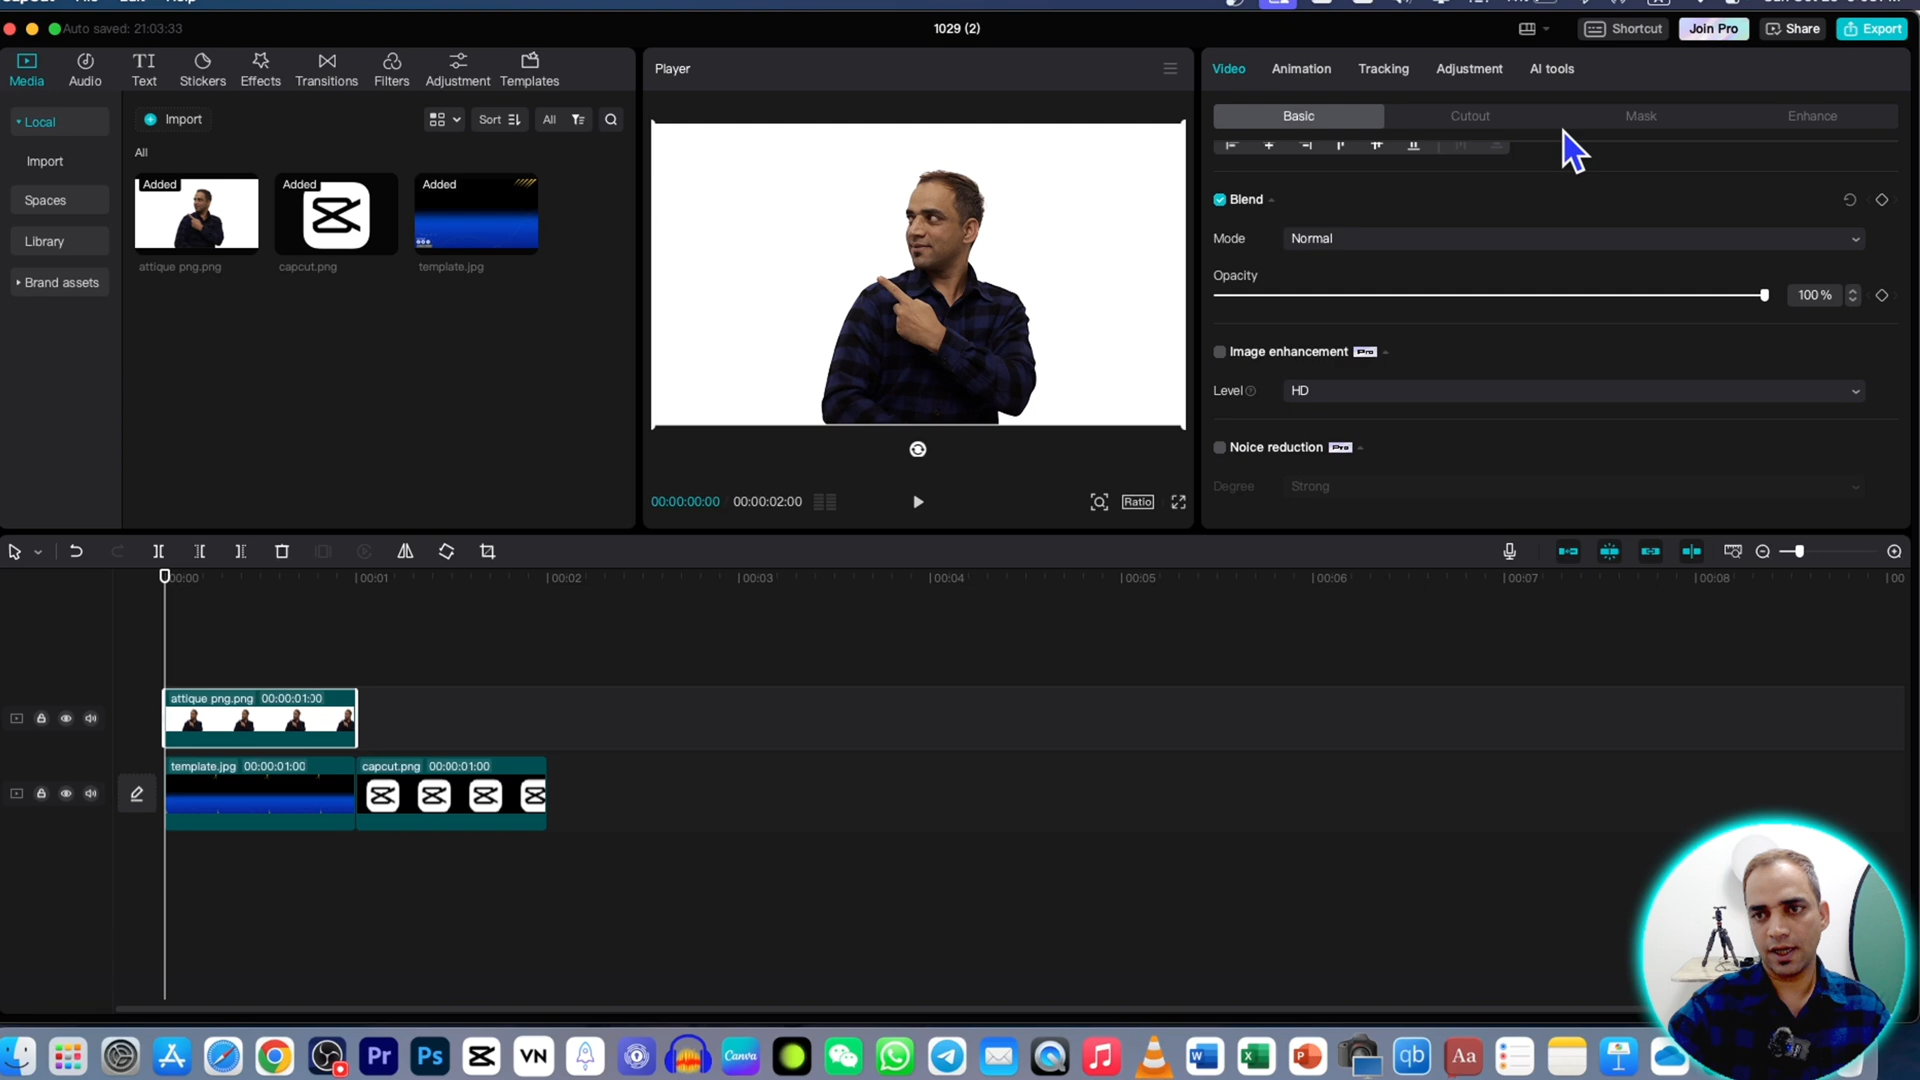 Auto saved: 21:03:33
1029 (2)
Shortcut
Join Pro
Share
Export
Media
Audio
Text
Stickers
Effects
Transitions
Filters
Adjustment
Templates
Player
Video
Animation
Tracking
Adjustment
AI tools
Local
Import
Spaces
Library
Brand assets
Import
Sort
All
All
Added
Added
Added
attique png.png
capcut.png
template.jpg
Basic
Cutout
Mask
Enhance
Blend
Mode
Normal
Opacity
100%
Image enhancement Pro
Level
HD
Noice reduction Pro
Degree
Strong
00:00:00:00
00:00:02:00
Ratio
00:00
00:01
00:02
00:03
00:04
00:05
00:06
00:07
00:08
00
attique png.png 00:00:01:00
template.jpg 00:00:01:00
capcut.png 00:00:01:00
Pr
Ps
VN
Canva
W
X
P
qb
Aa